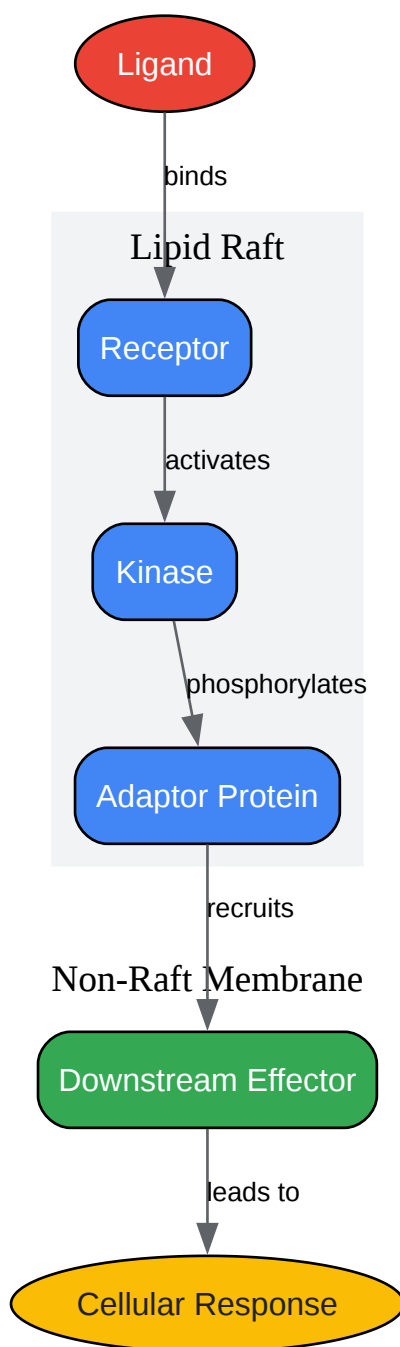 Ligand
binds
Lipid Raft
Receptor
activates
Kinase
phosphorylates
Adaptor Protein
recruits
Non-Raft Membrane
Downstream Effector
leads to
Cellular Response